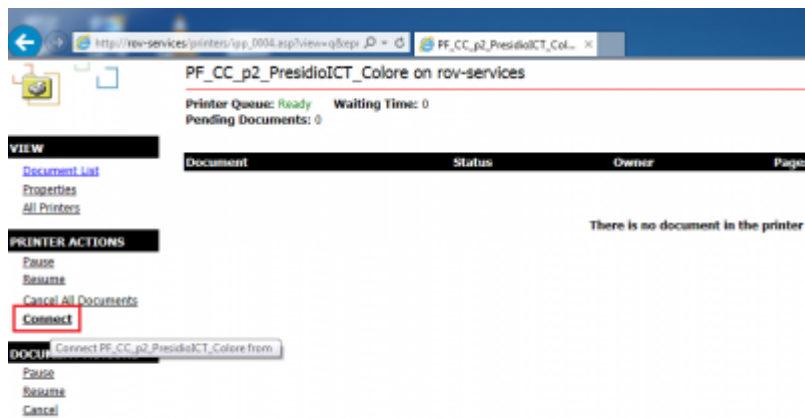 http://rov-services/printers/ipp_0004.asp?view=q&epr
PF_CC_p2_PresidioICT_Col...
PF_CC_p2_PresidioICT_Colore on rov-services
Printer Queue: Ready Waiting Time: 0
Pending Documents: 0
VIEW
Document List
Properties
All Printers
Document Status Owner Page
There is no document in the printer
PRINTER ACTIONS
Pause
Resume
Cancel All Documents
Connect
Connect PF_CC_p2_PresidioICT_Colore from
Pause
Resume
Cancel